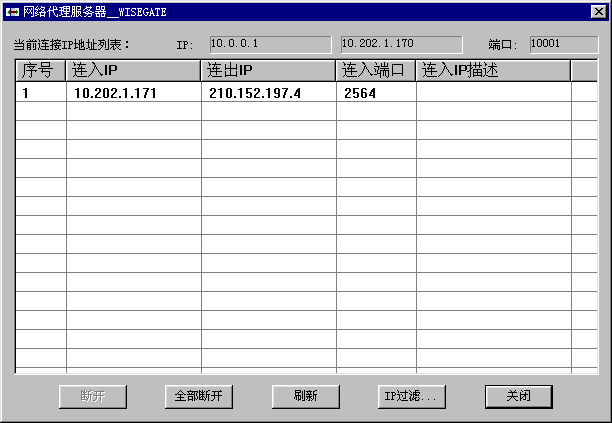 网络代理服务器__WISEGATE
当前连接IP地址列表： IP: 10.0.0.1 10.202.1.170 端口: 10001
序号 连入IP 连出IP 连入端口 连入IP描述
1 10.202.1.171 210.152.197.4 2564
断开 全部断开 刷新 IP过滤... 关闭